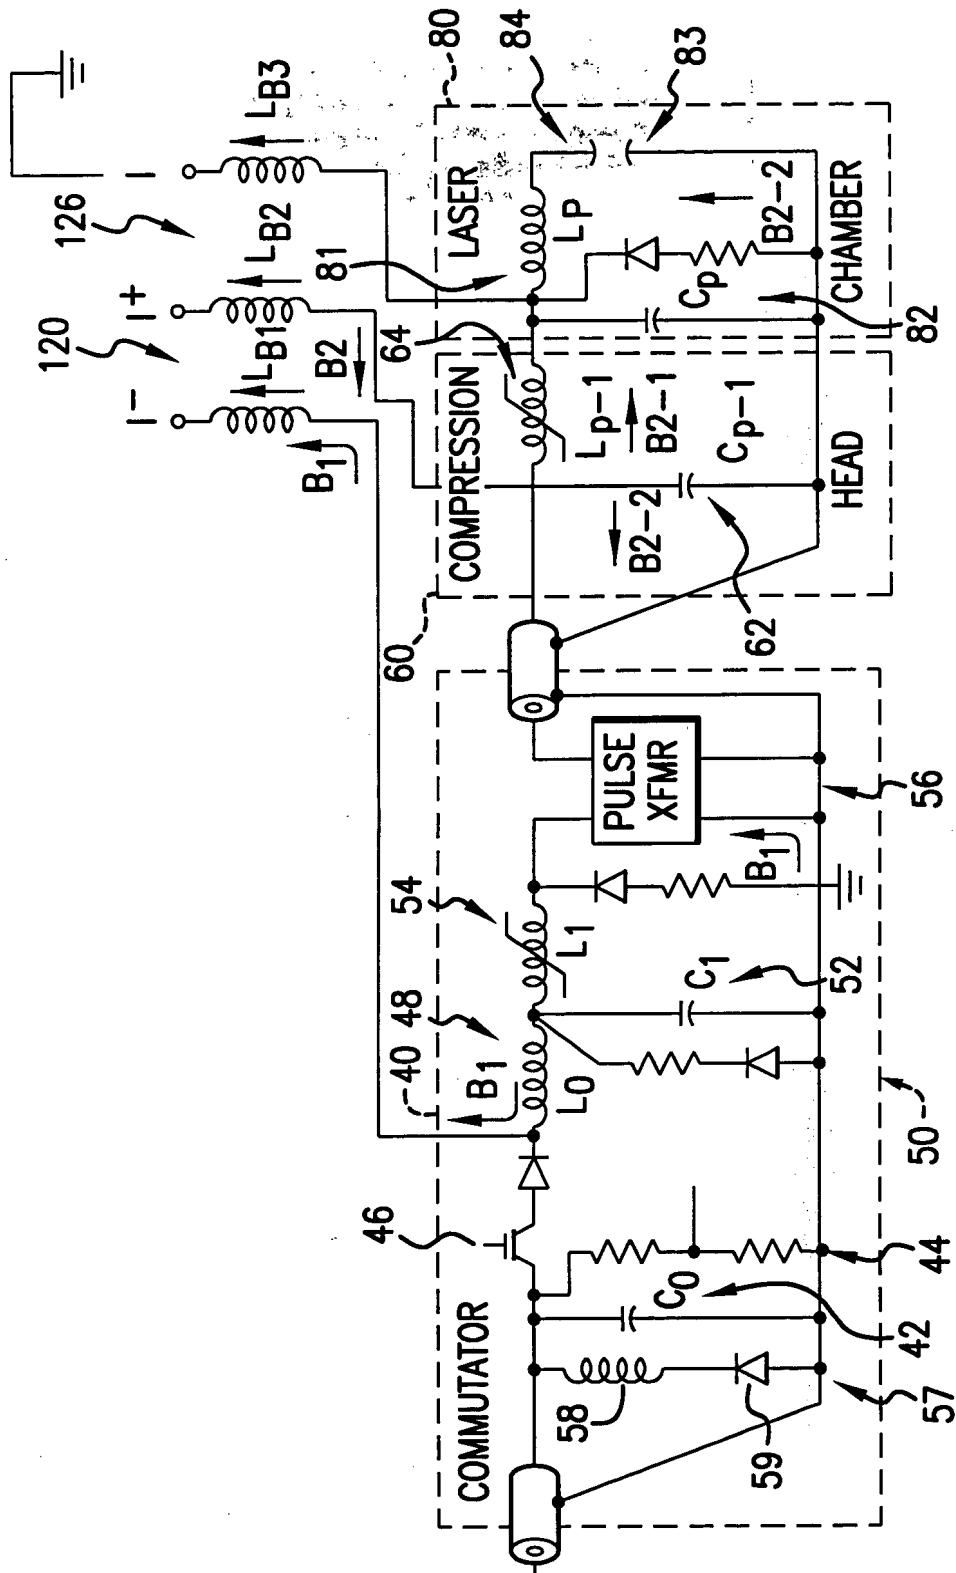 120
126
I-
I+
I
B1
LB1
B2
LB2
LB3
81
64
84
80
83
60
COMPRESSION
LASER
LP
Lp-1
B2-1
B2-2
Cp-1
Cp
B2-2
62
HEAD
CHAMBER
82
40
48
54
COMMUTATOR
46
B1
L0
L1
PULSE
XFMR
B1
58
59
C0
C1
52
56
42
44
57
50